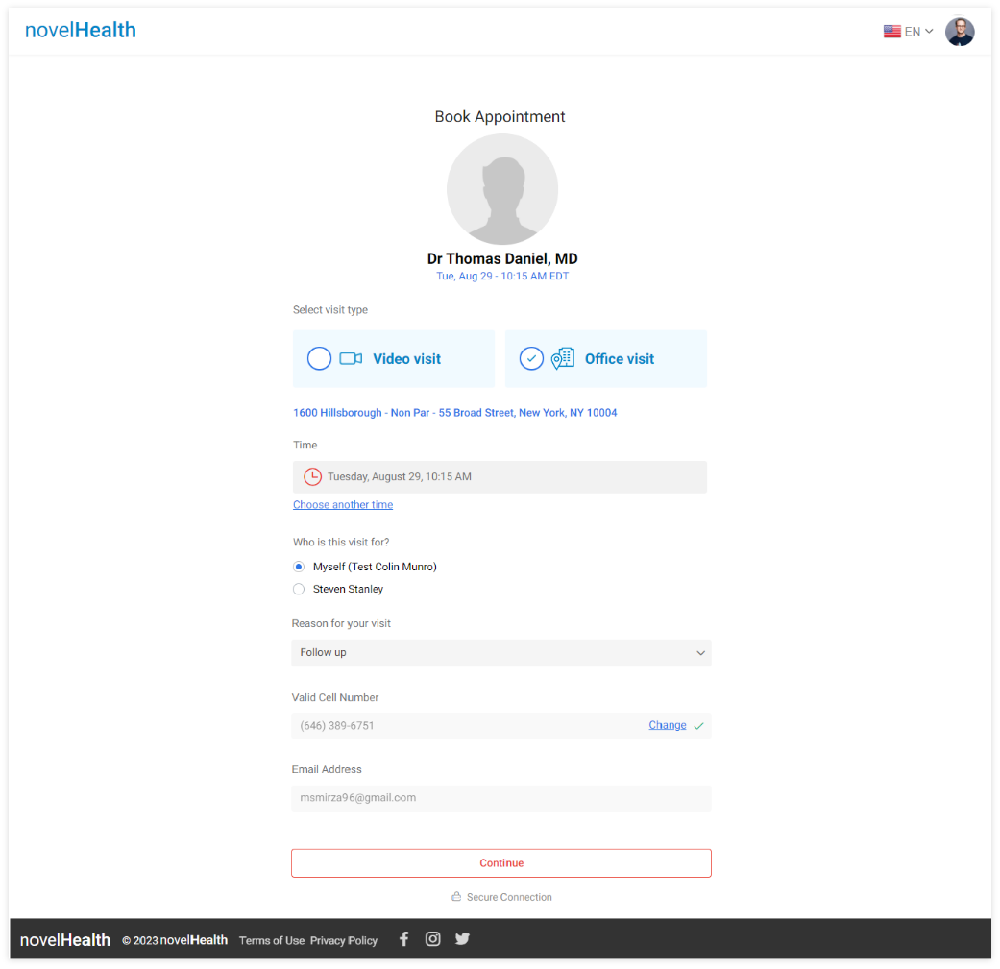 novelHealth
EN
Book Appointment
Dr Thomas Daniel, MD
Tue, Aug 29 - 10:15 AM EDT
Select visit type
Video visit Office visit
1600 Hillsborough - Non Par - 55 Broad Street, New York, NY 10004
Time
Tuesday, August 29, 10:15 AM
Choose another time
Who is this visit for?
Myself (Test Colin Munro)
Steven Stanley
Reason for your visit
Follow up
Valid Cell Number
(646) 389-6751 Change
Email Address
msmirza96@gmail.com
Continue
Secure Connection
novelHealth © 2023 novelHealth Terms of Use Privacy Policy